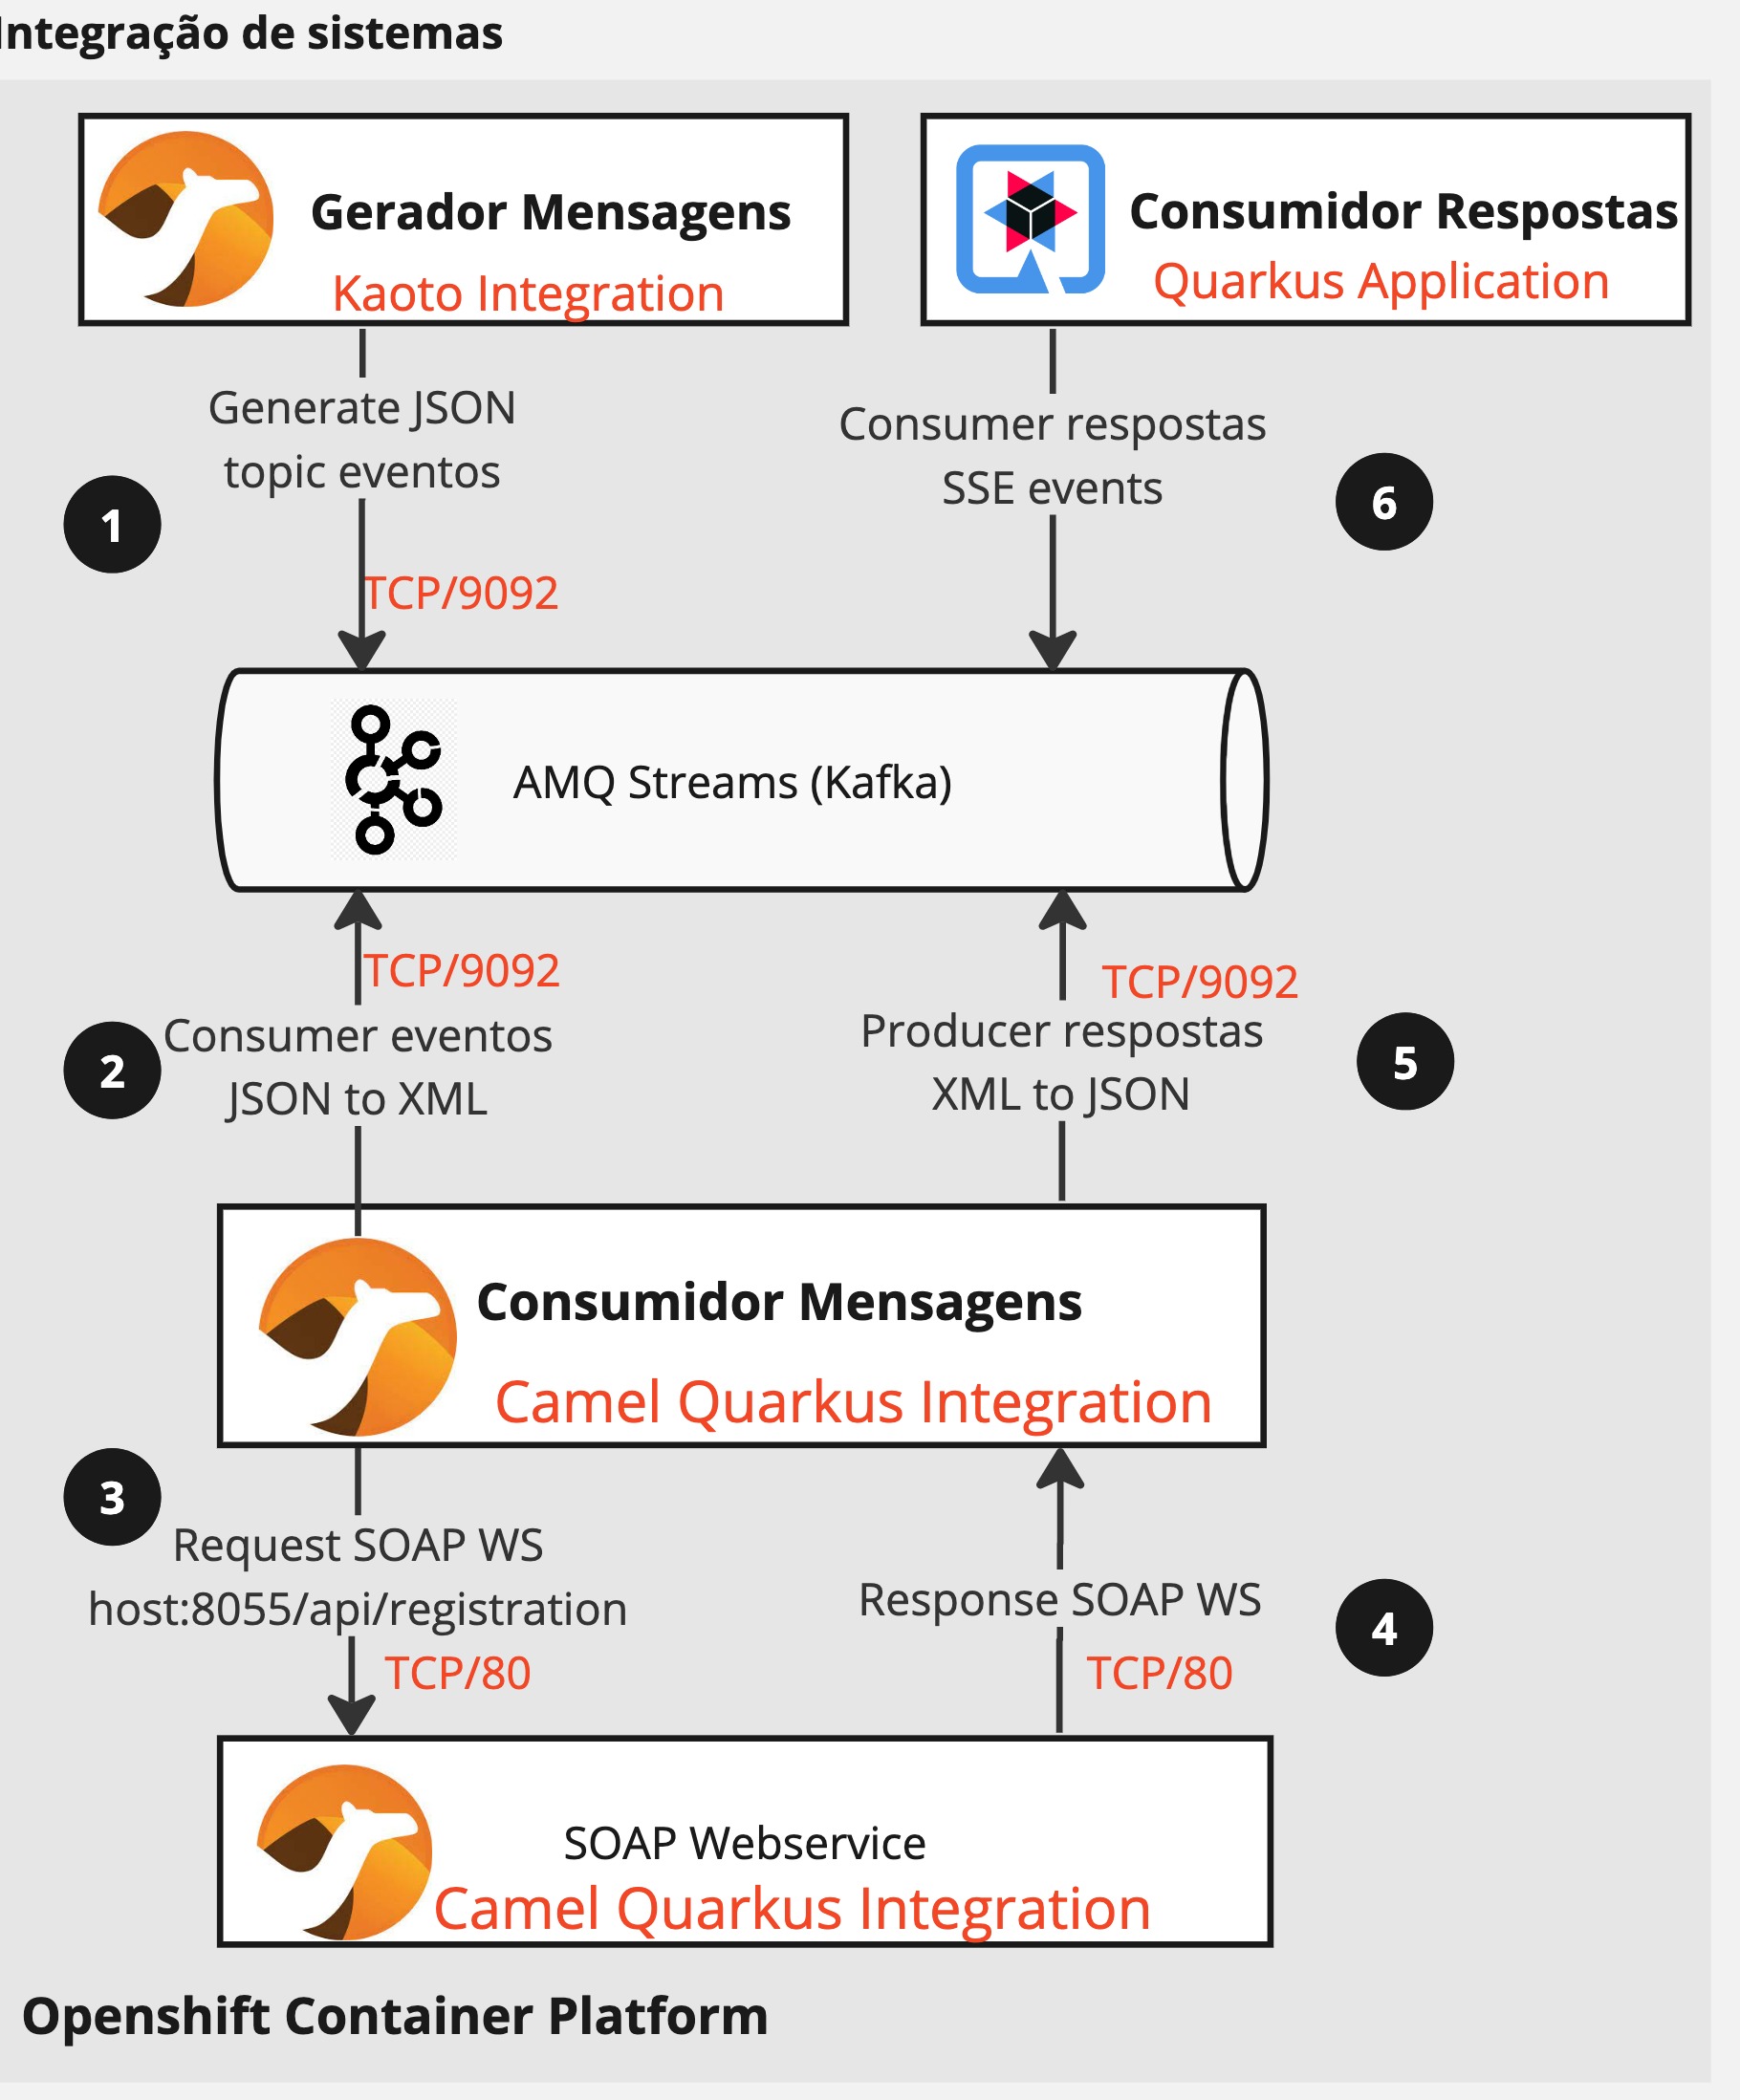 Integração de sistemas
Gerador Mensagens
Kaoto Integration
Consumidor Respostas
Quarkus Application
Generate JSON
topic eventos
1
TCP/9092
Consumer respostas
SSE events
6
AMQ Streams (Kafka)
TCP/9092
2
Consumer eventos
JSON to XML
TCP/9092
Producer respostas
XML to JSON
5
Consumidor Mensagens
Camel Quarkus Integration
3
Request SOAP WS
host:8055/api/registration
TCP/80
Response SOAP WS
TCP/80
4
SOAP Webservice
Camel Quarkus Integration
Openshift Container Platform